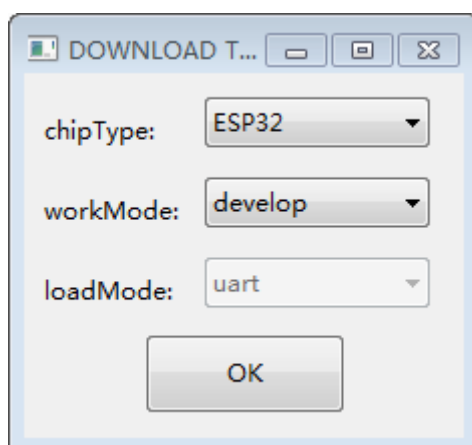 DOWNLOAD T...
chipType: ESP32
workMode: develop
loadMode: uart
OK